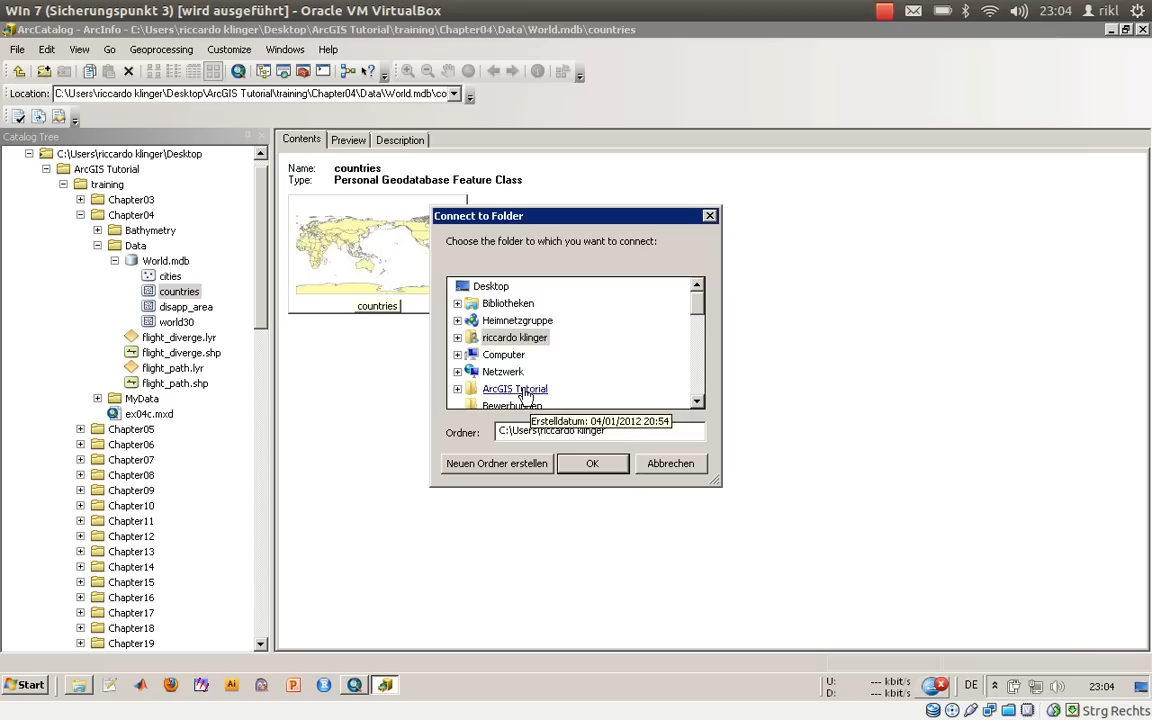 WIn 7 (Sicherungspunkt 3) [wird ausgeführt] - Oracle VM VirtualBox
23:04 rikl
ArcCatalog - ArcInfo - C:\Users\riccardo klinger\Desktop\ArcGIS Tutorial\training\Chapter04\Data\World.mdb\countries
File Edit View Go Geoprocessing Customize Windows Help
Location: C:\Users\riccardo klinger\Desktop\ArcGIS Tutorial\training\Chapter04\Data\World.mdb\co
Catalog Tree
C:\Users\riccardo klinger\Desktop
ArcGIS Tutorial
training
Chapter03
Chapter04
Bathymetry
Data
World.mdb
cities
countries
disapp_area
world30
flight_diverge.lyr
flight_diverge.shp
flight_path.lyr
flight_path.shp
MyData
ex04c.mxd
Chapter05
Chapter06
Chapter07
Chapter08
Chapter09
Chapter10
Chapter11
Chapter12
Chapter13
Chapter14
Chapter15
Chapter16
Chapter17
Chapter18
Chapter19
Contents Preview Description
Name: countries
Type: Personal Geodatabase Feature Class
countries
Connect to Folder
Choose the folder to which you want to connect:
Desktop
Bibliotheken
Heimnetzgruppe
riccardo klinger
Computer
Netzwerk
ArcGIS Tutorial
Bewerbungen
Erstelldatum: 04/01/2012 20:54
Ordner: C:\Users\riccardo klinger
Neuen Ordner erstellen OK Abbrechen
Start
U: --- kbit/s
D: --- kbit/s
DE
23:04
Strg Rechts